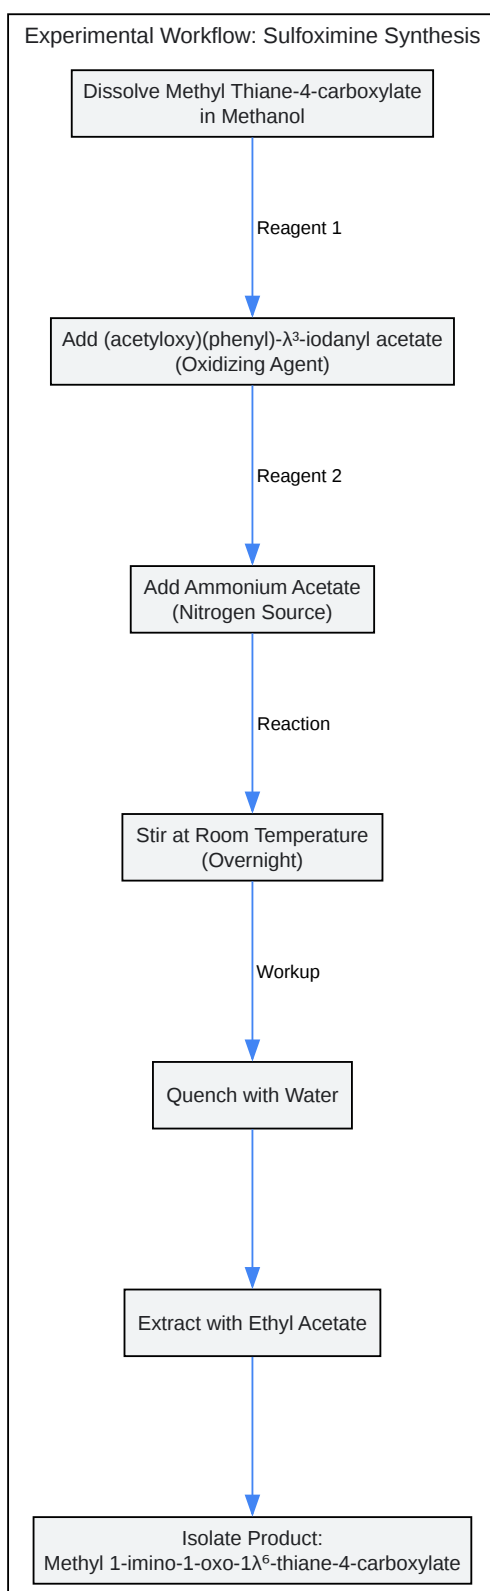 Experimental Workflow: Sulfoximine Synthesis
Dissolve Methyl Thiane-4-carboxylate
in Methanol
Reagent 1
Add (acetyloxy)(phenyl)-λ³-iodanyl acetate
(Oxidizing Agent)
Reagent 2
Add Ammonium Acetate
(Nitrogen Source)
Reaction
Stir at Room Temperature
(Overnight)
Workup
Quench with Water
Extract with Ethyl Acetate
Isolate Product:
Methyl 1-imino-1-oxo-1λ⁶-thiane-4-carboxylate